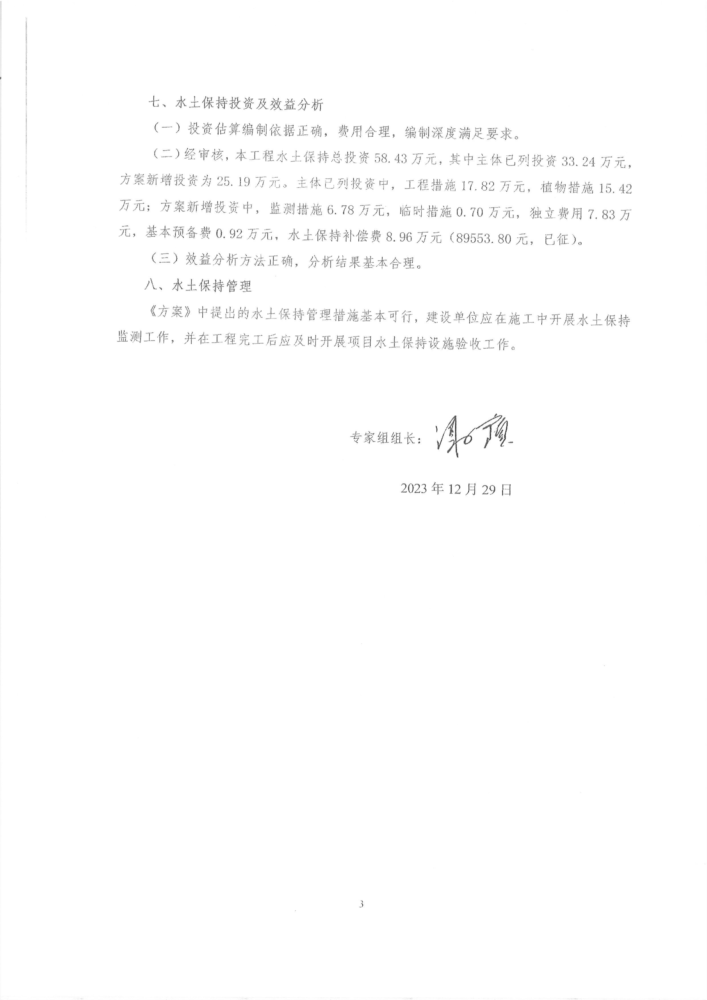 七、水土保持投资及效益分析
（一）投资估算编制依据正确，费用合理，编制深度满足要求。
（二）经审核，本工程水土保持总投资 58.43 万元，其中主体已列投资 33.24 万元，
方案新增投资为 25.19 万元。主体已列投资中，工程措施 17.82 万元，植物措施 15.42
万元；方案新增投资中，监测措施 6.78 万元，临时措施 0.70 万元，独立费用 7.83 万
元，基本预备费 0.92 万元，水土保持补偿费 8.96 万元（89553.80 元，已征）。
（三）效益分析方法正确，分析结果基本合理。
八、水土保持管理
《方案》中提出的水土保持管理措施基本可行，建设单位应在施工中开展水土保持
监测工作，并在工程完工后应及时开展项目水土保持设施验收工作。
专家组组长：
2023 年 12 月 29 日
3